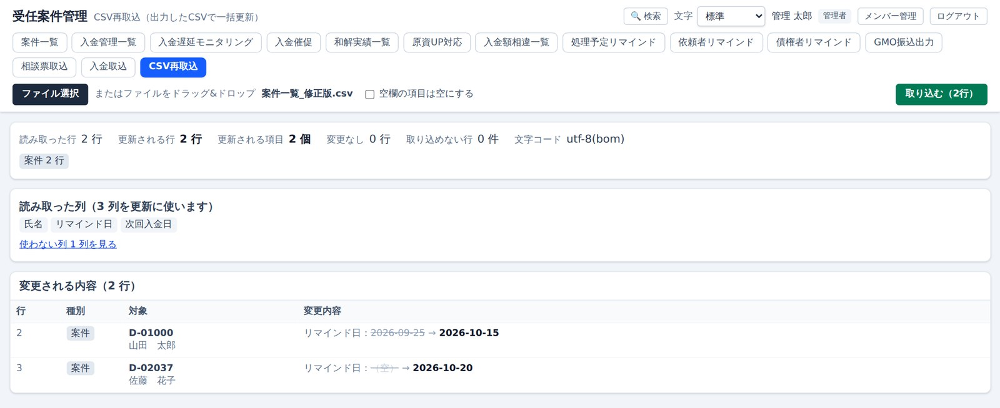 受任案件管理 CSV再取込（出力したCSVで一括更新） 🔍 検索 文字 標準 管理 太郎 管理者 メンバー管理 ログアウト
案件一覧 入金管理一覧 入金遅延モニタリング 入金催促 和解実績一覧 原資UP対応 入金額相違一覧 処理予定リマインド 依頼者リマインド 債権者リマインド GMO振込出力
相談票取込 入金取込 CSV再取込
ファイル選択 またはファイルをドラッグ&ドロップ 案件一覧_修正版.csv 空欄の項目は空にする 取り込む（2行）
読み取った行 2 行 更新される行 2 行 更新される項目 2 個 変更なし 0 行 取り込めない行 0 件 文字コード utf-8(bom)
案件 2 行
読み取った列（3 列を更新に使います）
氏名 リマインド日 次回入金日
使わない列 1 列を見る
変更される内容（2 行）
行 種別 対象 変更内容
2 案件 D-01000 リマインド日：2026-09-25 → 2026-10-15
山田　太郎
3 案件 D-02037 リマインド日：（空） → 2026-10-20
佐藤　花子